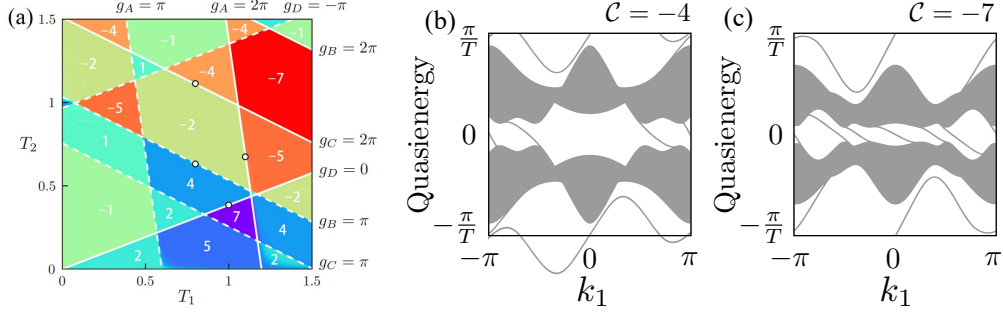 (a)
g_A = π
g_A = 2π
g_D = −π
1.5
−4
−1
−4
−1
g_B = 2π
−2
1
−4
−7
1
−5
−2
g_C = 2π
T_2
1
−5
g_D = 0
0.5
4
−2
−1
2
7
4
g_B = π
5
2
2
g_C = π
0
0
0.5
1
1.5
T_1
(b)
C = −4
Quasienergy
π/T
0
−π/T
−π
0
π
k_1
(c)
C = −7
Quasienergy
π/T
0
−π/T
−π
0
π
k_1